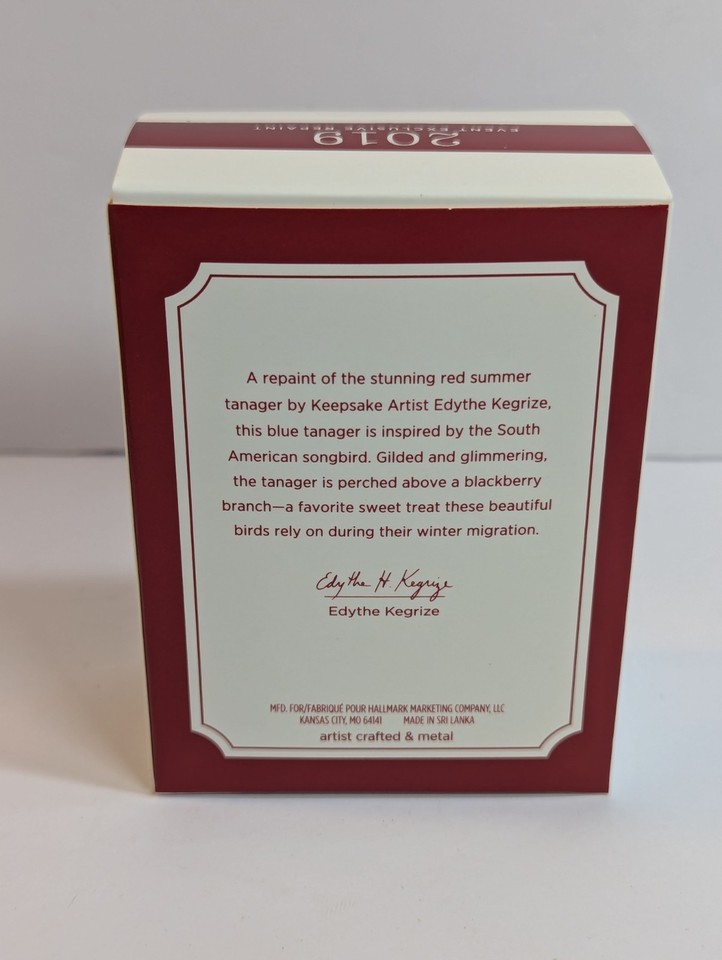 EVENT EXCLUSIVE REPAINT
2019
A repaint of the stunning red summer
tanager by Keepsake Artist Edythe Kegrize,
this blue tanager is inspired by the South
American songbird. Gilded and glimmering,
the tanager is perched above a blackberry
branch—a favorite sweet treat these beautiful
birds rely on during their winter migration.
Edythe H. Kegrize
Edythe Kegrize
MFD. FOR/FABRIQUÉ POUR HALLMARK MARKETING COMPANY, LLC
KANSAS CITY, MO 64141 MADE IN SRI LANKA
artist crafted & metal